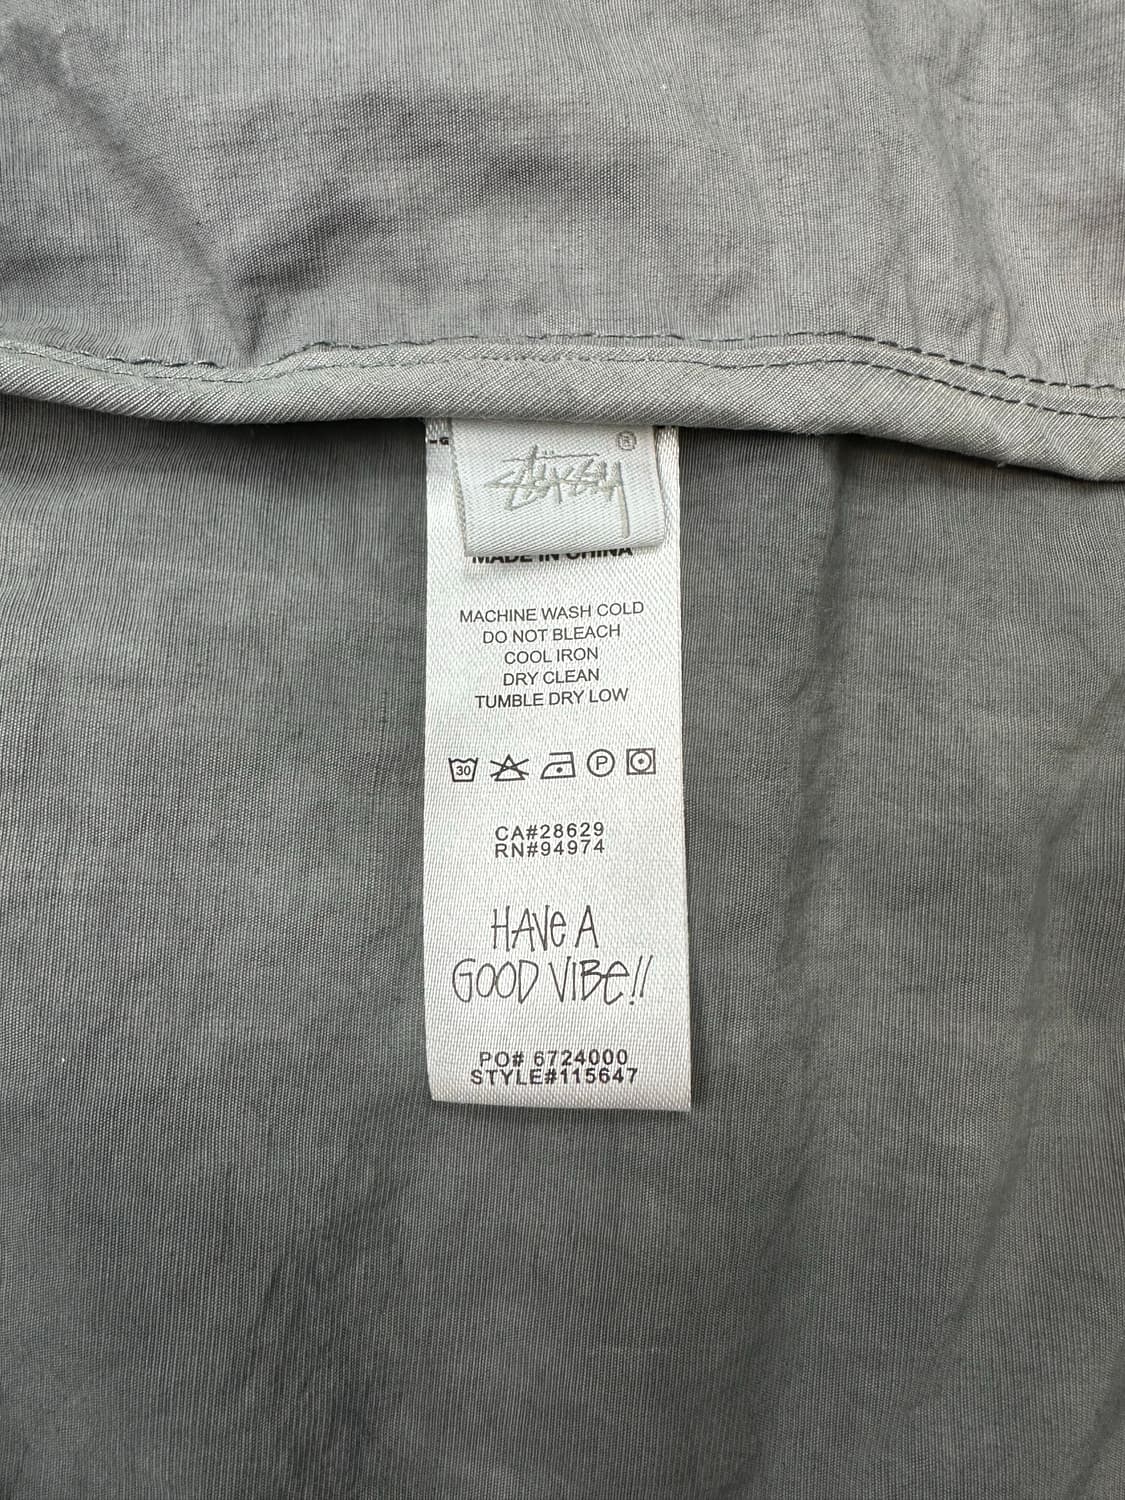 -G
Stüssy ®
MADE IN CHINA
MACHINE WASH COLD
DO NOT BLEACH
COOL IRON
DRY CLEAN
TUMBLE DRY LOW
30 P
CA#28629
RN#94974
HAVe A
GOOD VIBe!!
PO# 6724000
STYLE#115647